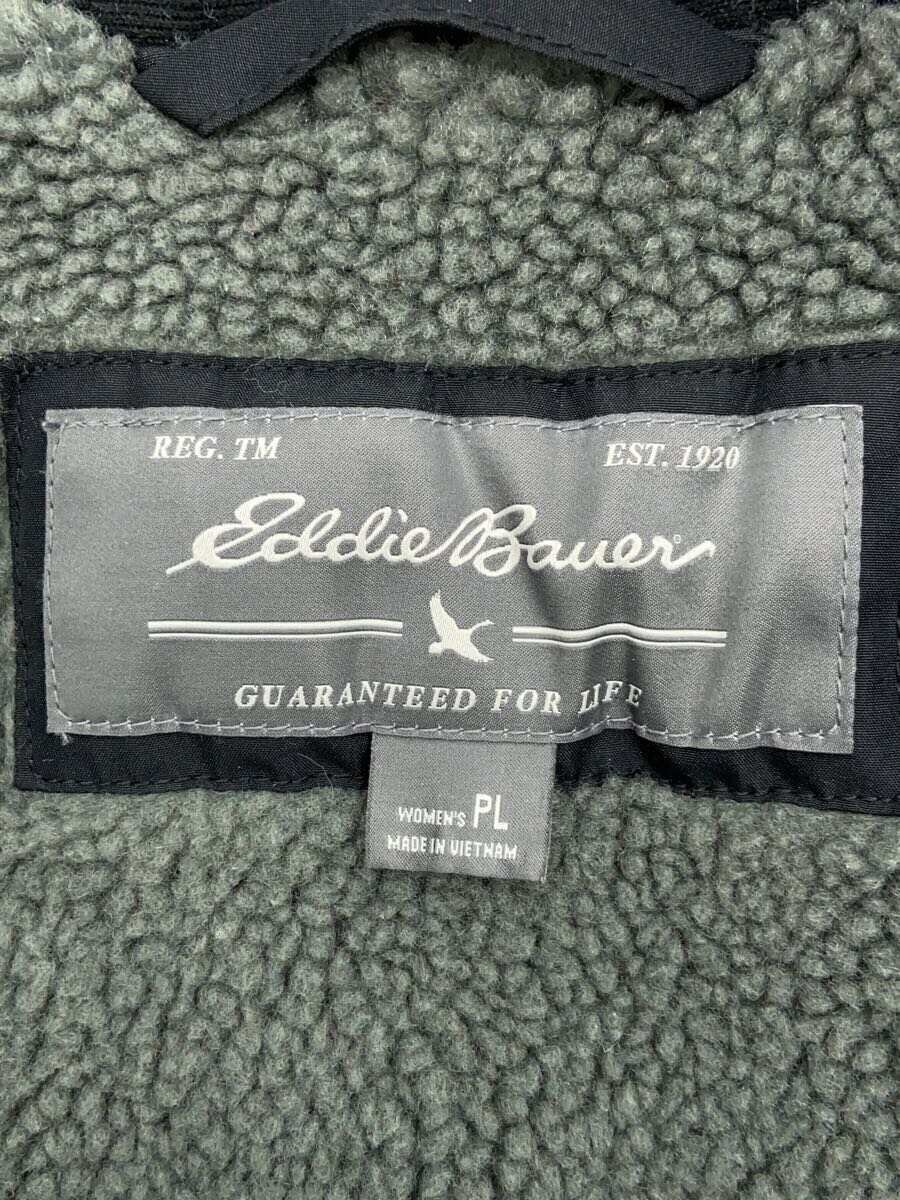 REG. TM EST. 1920
Eddie Bauer®
GUARANTEED FOR LIFE
WOMEN'S PL
MADE IN VIETNAM